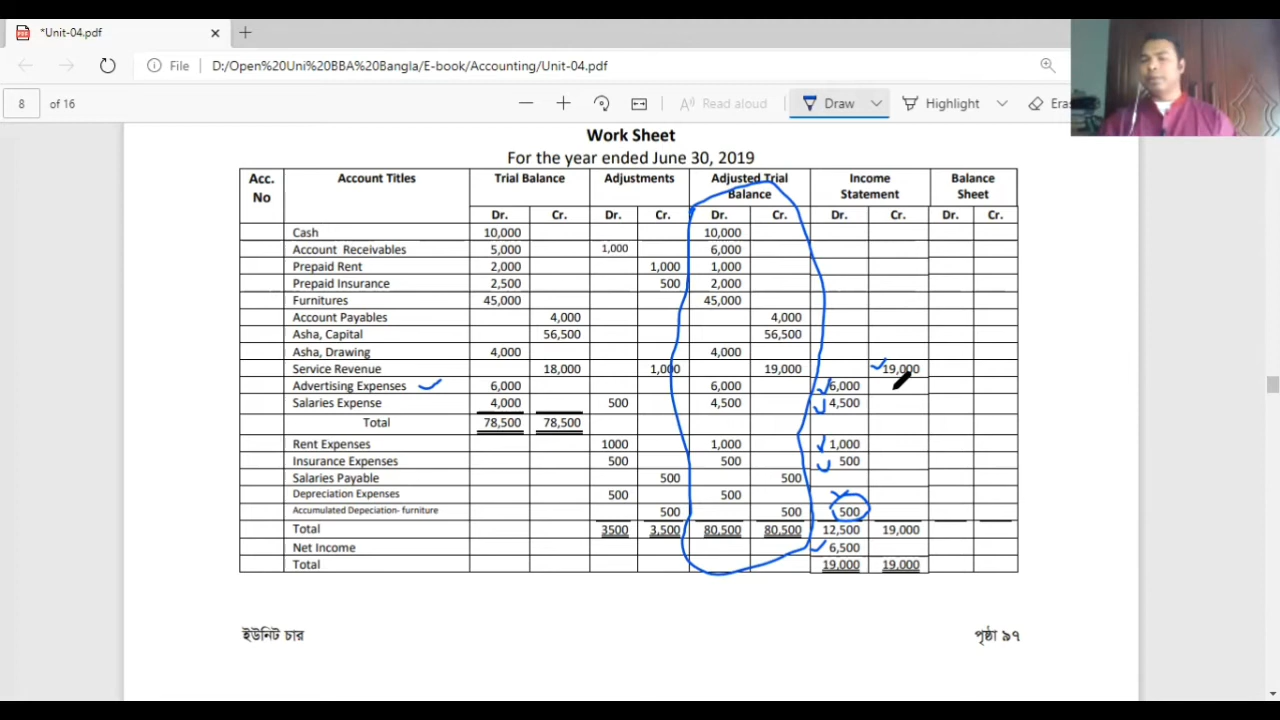 *Unit-04.pdf
File D:/Open%20Uni%20BBA%20Bangla/E-book/Accounting/Unit-04.pdf
8 of 16 Read aloud Draw Highlight Eras
Work Sheet
For the year ended June 30, 2019
Acc. No Account Titles Trial Balance Adjustments Adjusted Trial Balance Income Statement Balance Sheet
Dr. Cr. Dr. Cr. Dr. Cr. Dr. Cr. Dr. Cr.
Cash 10,000 10,000
Account Receivables 5,000 1,000 6,000
Prepaid Rent 2,000 1,000 1,000
Prepaid Insurance 2,500 500 2,000
Furnitures 45,000 45,000
Account Payables 4,000 4,000
Asha, Capital 56,500 56,500
Asha, Drawing 4,000 4,000
Service Revenue 18,000 1,000 19,000 19,000
Advertising Expenses 6,000 6,000 6,000
Salaries Expense 4,000 500 4,500 4,500
Total 78,500 78,500
Rent Expenses 1000 1,000 1,000
Insurance Expenses 500 500 500
Salaries Payable 500 500
Depreciation Expenses 500 500
Accumulated Depeciation- furniture 500 500 500
Total 3500 3,500 80,500 80,500 12,500 19,000
Net Income 6,500
Total 19,000 19,000
ইউনিট চার পৃষ্ঠা ৯৭